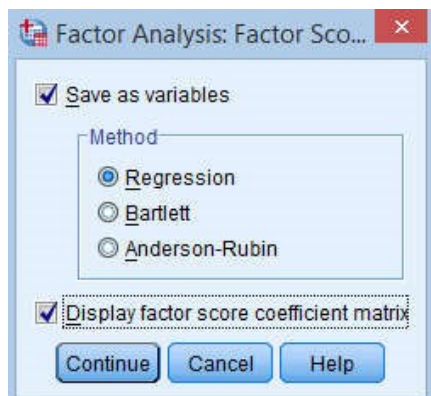 Factor Analysis: Factor Sco...
Save as variables
Method
Regression
Bartlett
Anderson-Rubin
Display factor score coefficient matrix
Continue Cancel Help